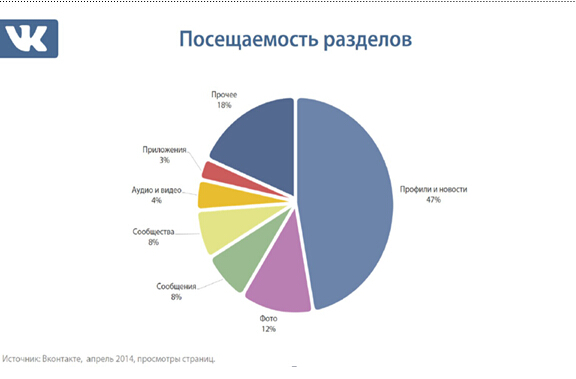 Посещаемость разделов
Прочее
18%
Приложения
3%
Аудио и видео
4%
Сообщества
8%
Сообщения
8%
Фото
12%
Профили и новости
47%
Источник: Вконтакте, апрель 2014, просмотры страниц.